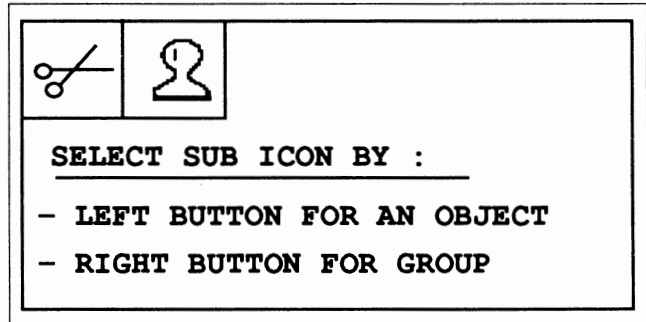 SELECT SUB ICON BY :
- LEFT BUTTON FOR AN OBJECT
- RIGHT BUTTON FOR GROUP